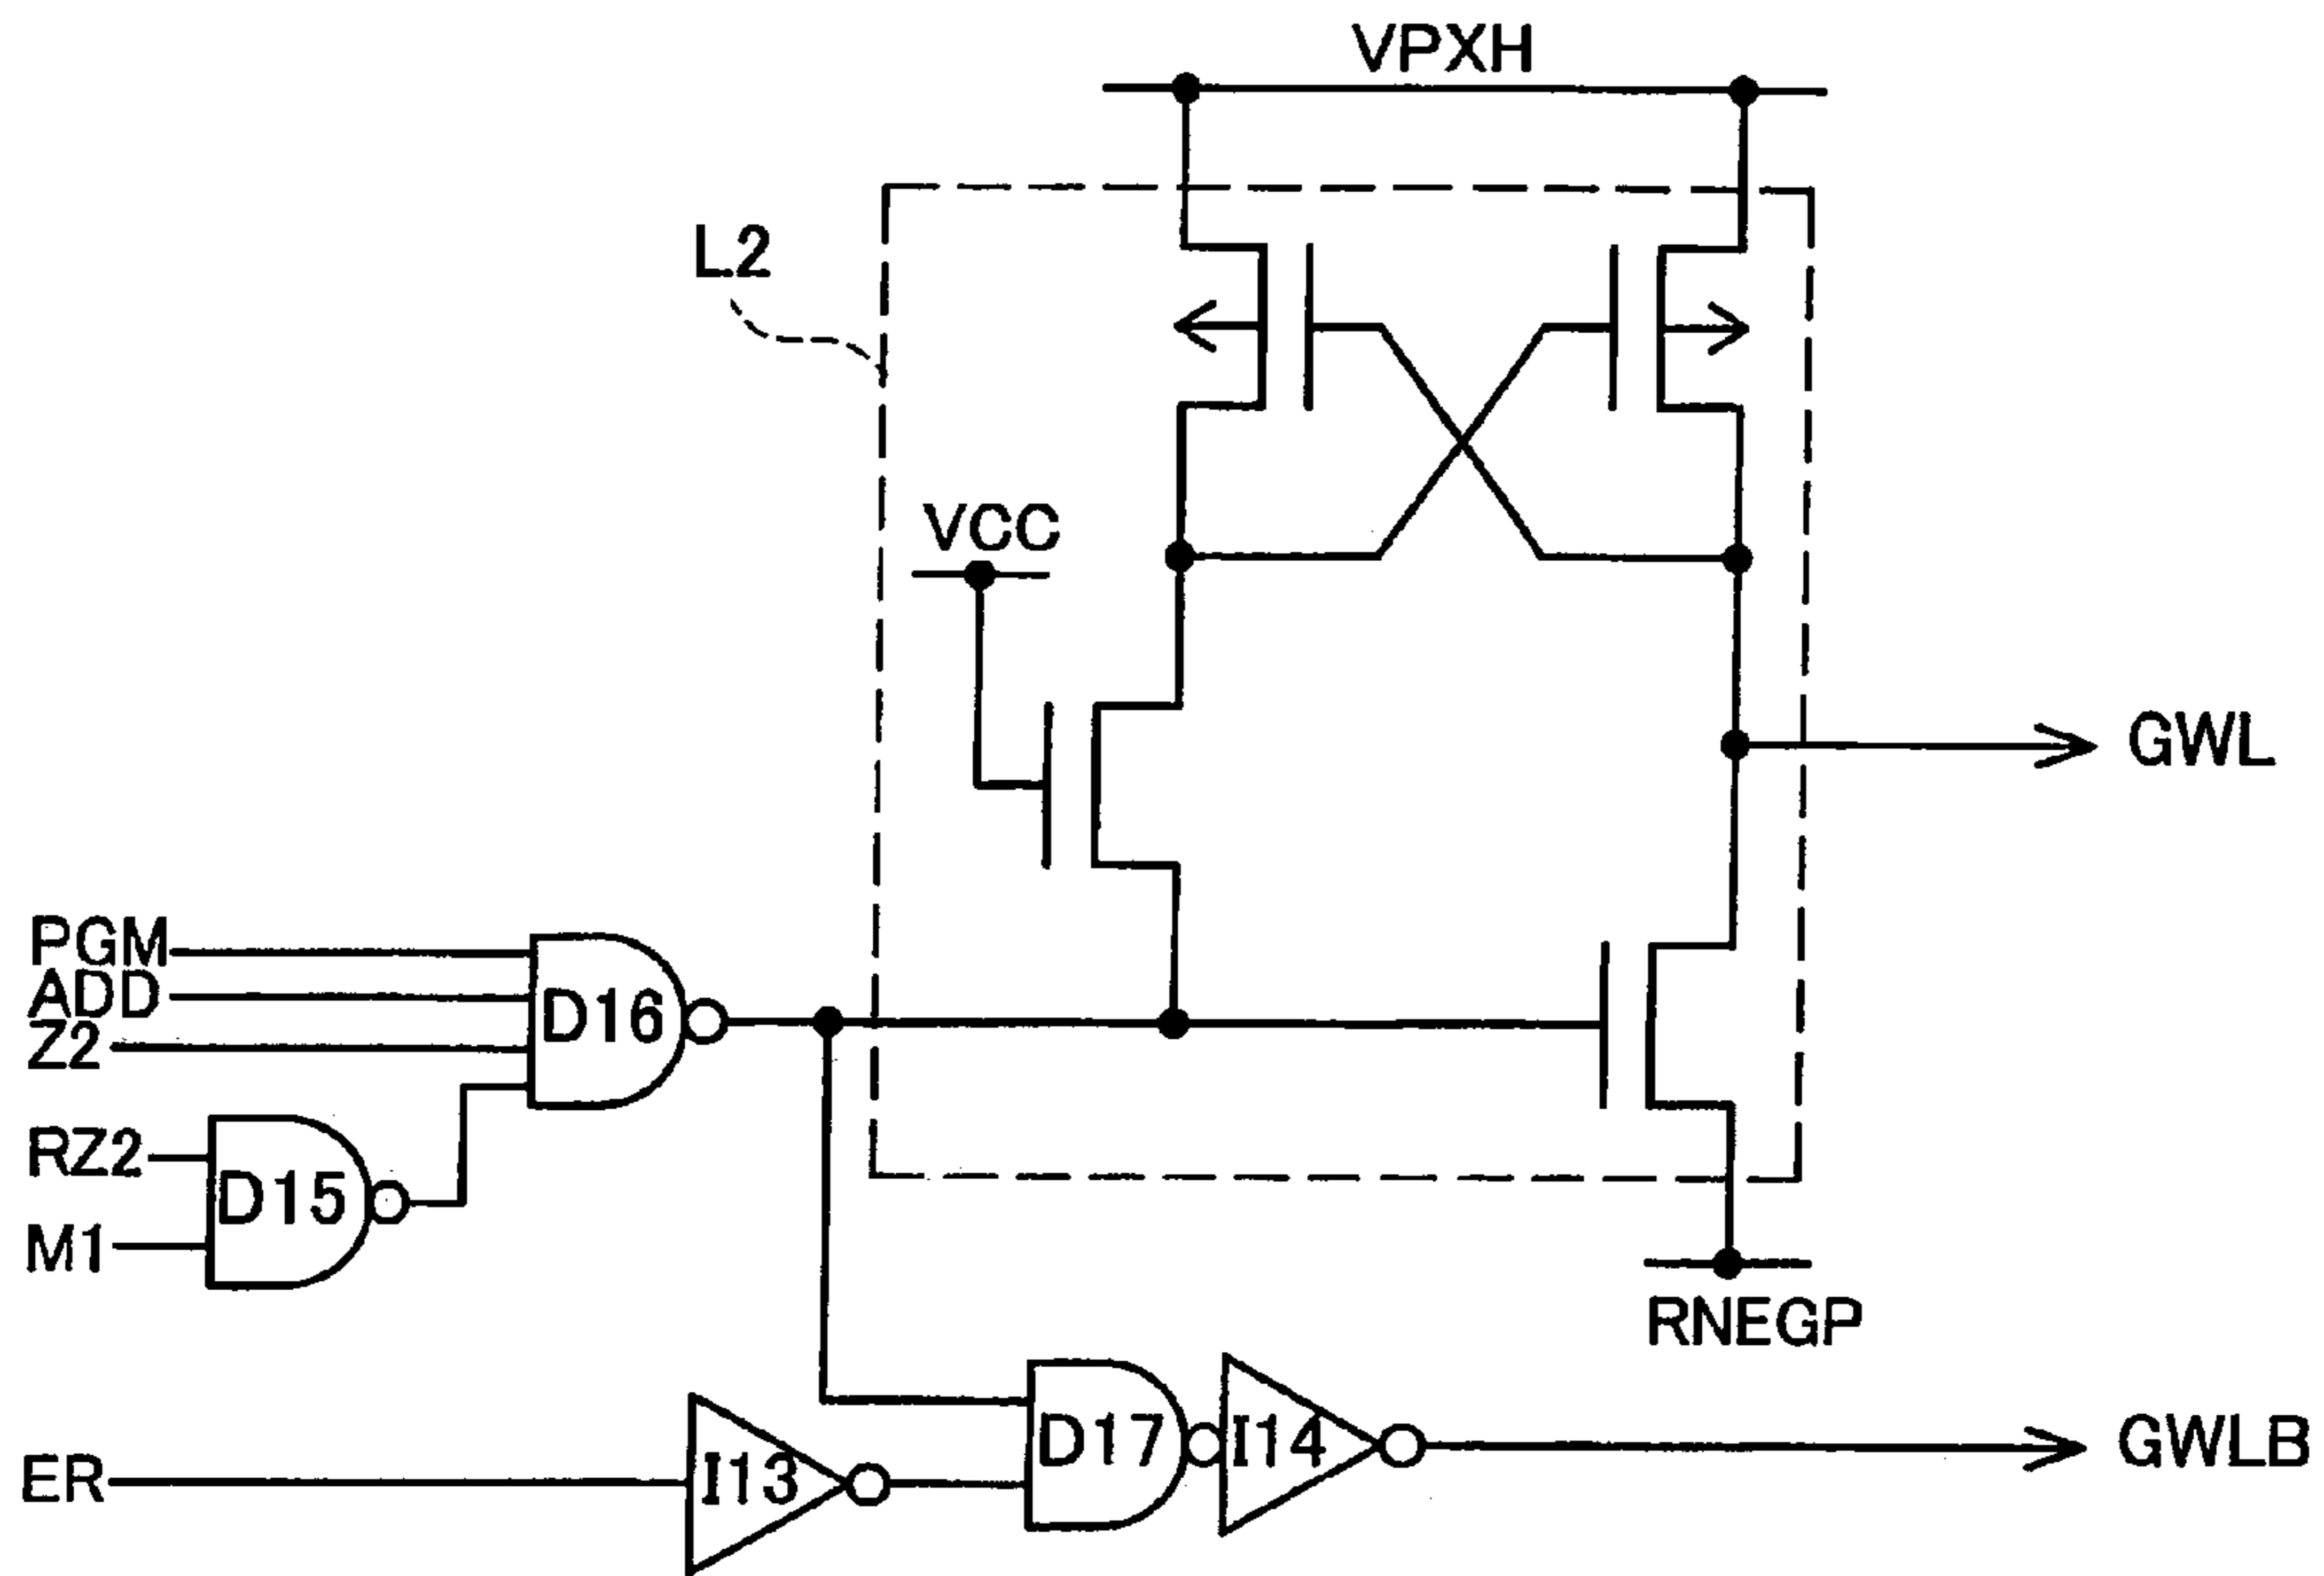 VPXH
L2
VCC
GWL
PGM
ADD
D16
Z2
RZ2
D15
M1
RNEGP
D17
I14
GWLB
I13
ER